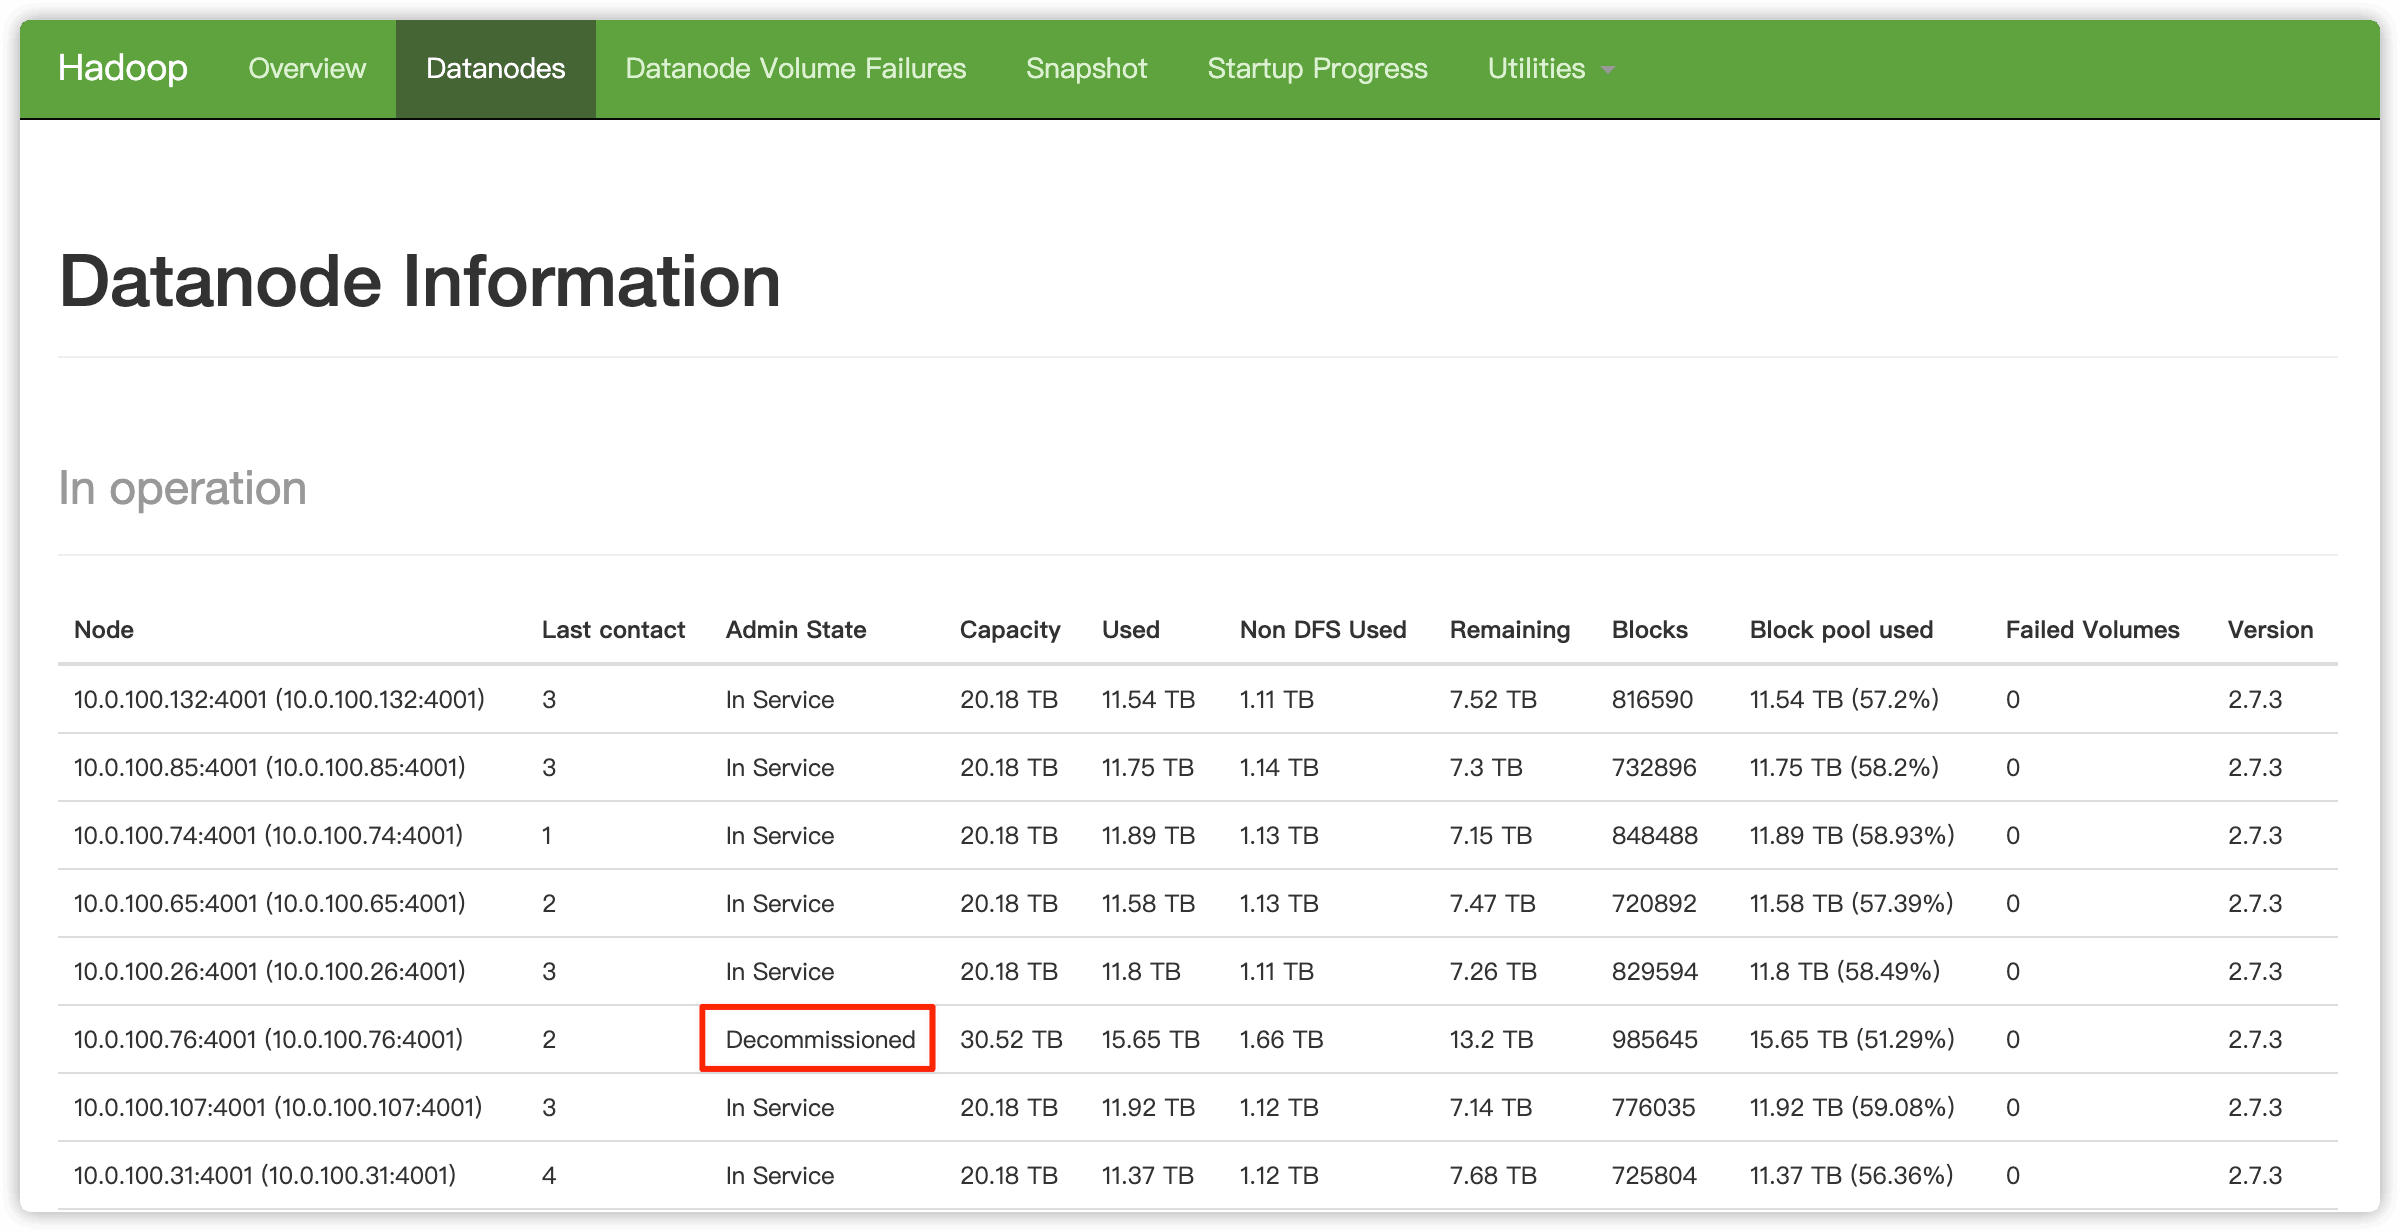 Hadoop Overview Datanodes Datanode Volume Failures Snapshot Startup Progress Utilities
Datanode Information
In operation
Node Last contact Admin State Capacity Used Non DFS Used Remaining Blocks Block pool used Failed Volumes Version
10.0.100.132:4001 (10.0.100.132:4001) 3 In Service 20.18 TB 11.54 TB 1.11 TB 7.52 TB 816590 11.54 TB (57.2%) 0 2.7.3
10.0.100.85:4001 (10.0.100.85:4001) 3 In Service 20.18 TB 11.75 TB 1.14 TB 7.3 TB 732896 11.75 TB (58.2%) 0 2.7.3
10.0.100.74:4001 (10.0.100.74:4001) 1 In Service 20.18 TB 11.89 TB 1.13 TB 7.15 TB 848488 11.89 TB (58.93%) 0 2.7.3
10.0.100.65:4001 (10.0.100.65:4001) 2 In Service 20.18 TB 11.58 TB 1.13 TB 7.47 TB 720892 11.58 TB (57.39%) 0 2.7.3
10.0.100.26:4001 (10.0.100.26:4001) 3 In Service 20.18 TB 11.8 TB 1.11 TB 7.26 TB 829594 11.8 TB (58.49%) 0 2.7.3
10.0.100.76:4001 (10.0.100.76:4001) 2 Decommissioned 30.52 TB 15.65 TB 1.66 TB 13.2 TB 985645 15.65 TB (51.29%) 0 2.7.3
10.0.100.107:4001 (10.0.100.107:4001) 3 In Service 20.18 TB 11.92 TB 1.12 TB 7.14 TB 776035 11.92 TB (59.08%) 0 2.7.3
10.0.100.31:4001 (10.0.100.31:4001) 4 In Service 20.18 TB 11.37 TB 1.12 TB 7.68 TB 725804 11.37 TB (56.36%) 0 2.7.3